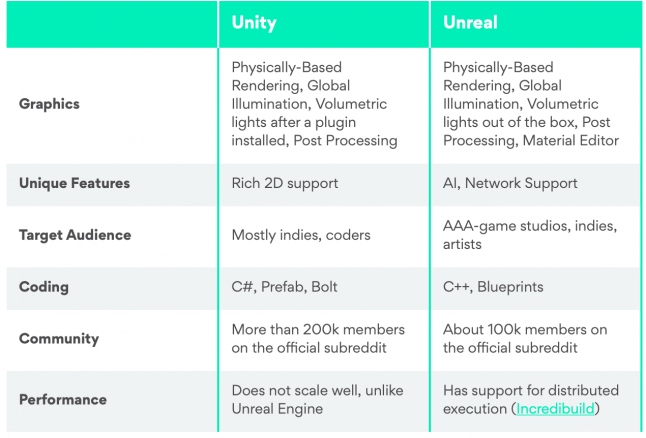 Unity
Unreal
Graphics
Physically-Based
Rendering, Global
Illumination, Volumetric
lights after a plugin
installed, Post Processing
Physically-Based
Rendering, Global
Illumination, Volumetric
lights out of the box, Post
Processing, Material Editor
Unique Features
Rich 2D support
AI, Network Support
Target Audience
Mostly indies, coders
AAA-game studios, indies,
artists
Coding
C#, Prefab, Bolt
C++, Blueprints
Community
More than 200k members
on the official subreddit
About 100k members on
the official subreddit
Performance
Does not scale well, unlike
Unreal Engine
Has support for distributed
execution (Incredibuild)